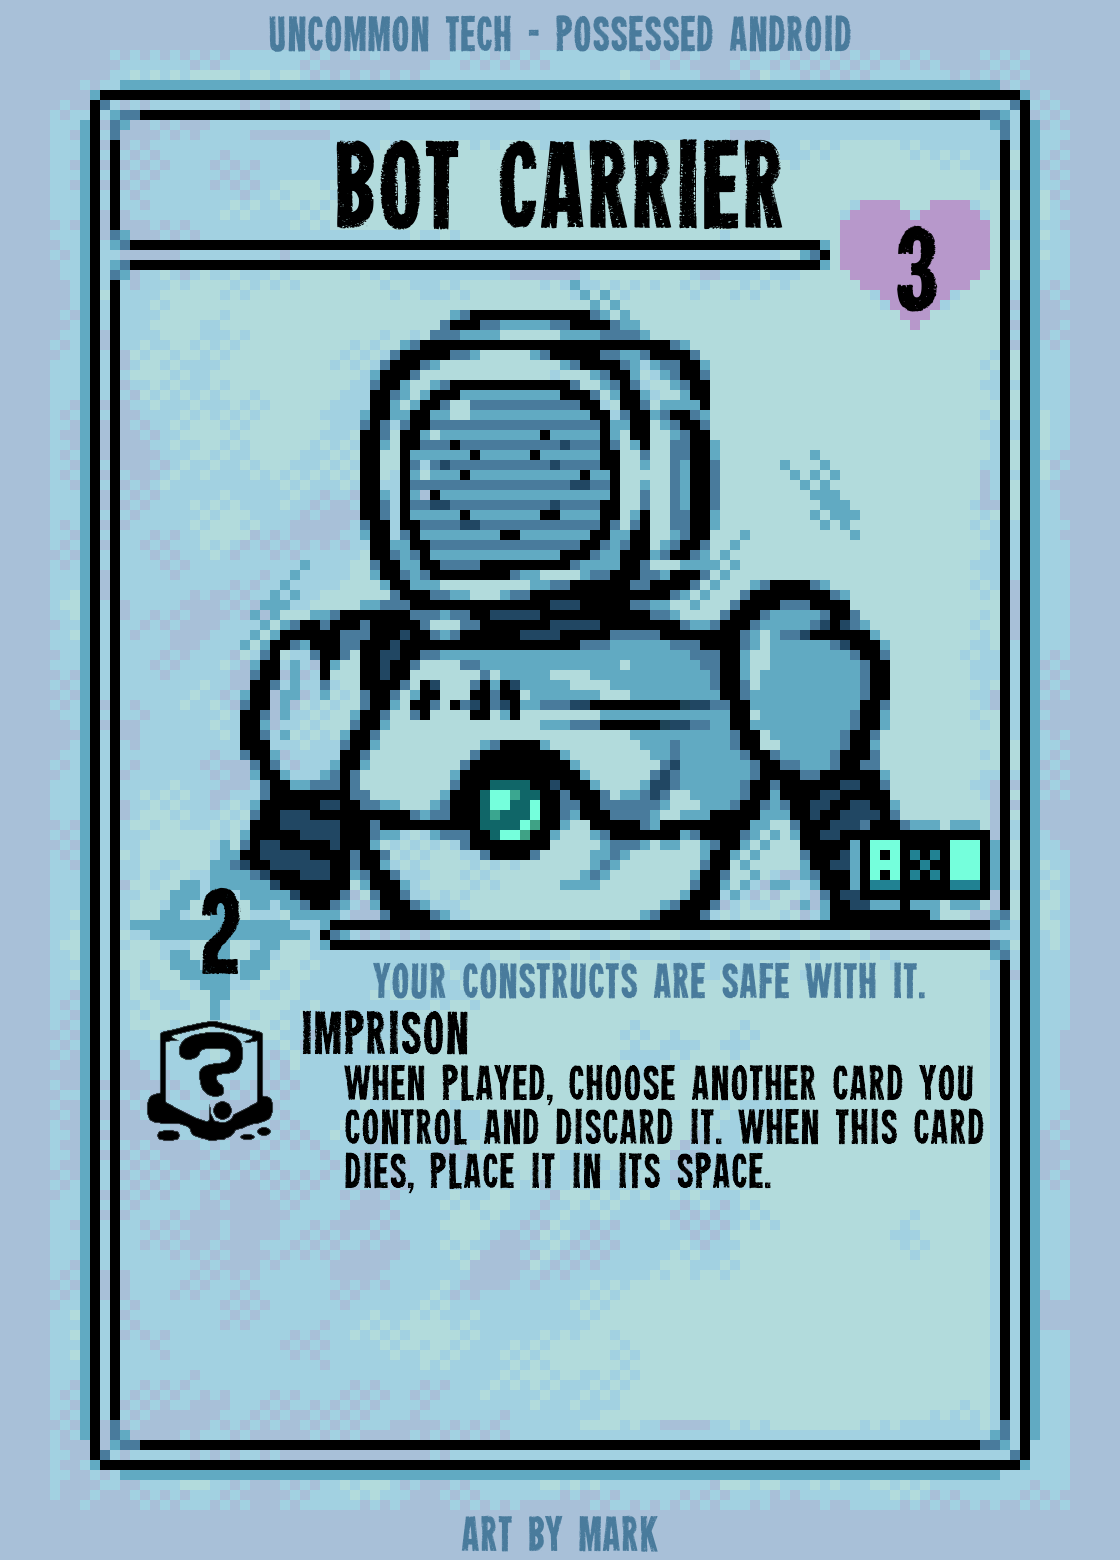 UNCOMMON TECH - POSSESSED ANDROID
BOT CARRIER
3
2
YOUR CONSTRUCTS ARE SAFE WITH IT.
?
IMPRISON
WHEN PLAYED, CHOOSE ANOTHER CARD YOU
CONTROL AND DISCARD IT. WHEN THIS CARD
DIES, PLACE IT IN ITS SPACE.
ART BY MARK